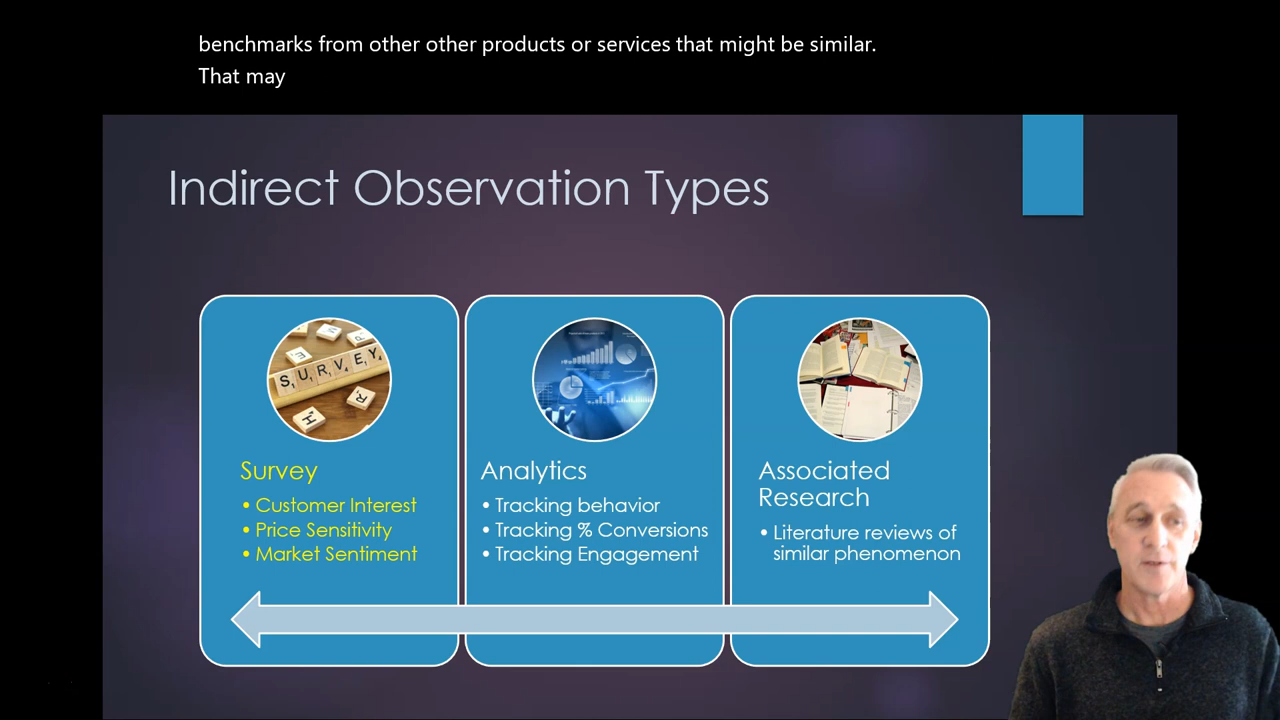 benchmarks from other other products or services that might be similar.
That may
Indirect Observation Types
SURVEY
Survey
• Customer Interest
• Price Sensitivity
• Market Sentiment
Analytics
• Tracking behavior
• Tracking % Conversions
• Tracking Engagement
Associated
Research
• Literature reviews of
similar phenomenon